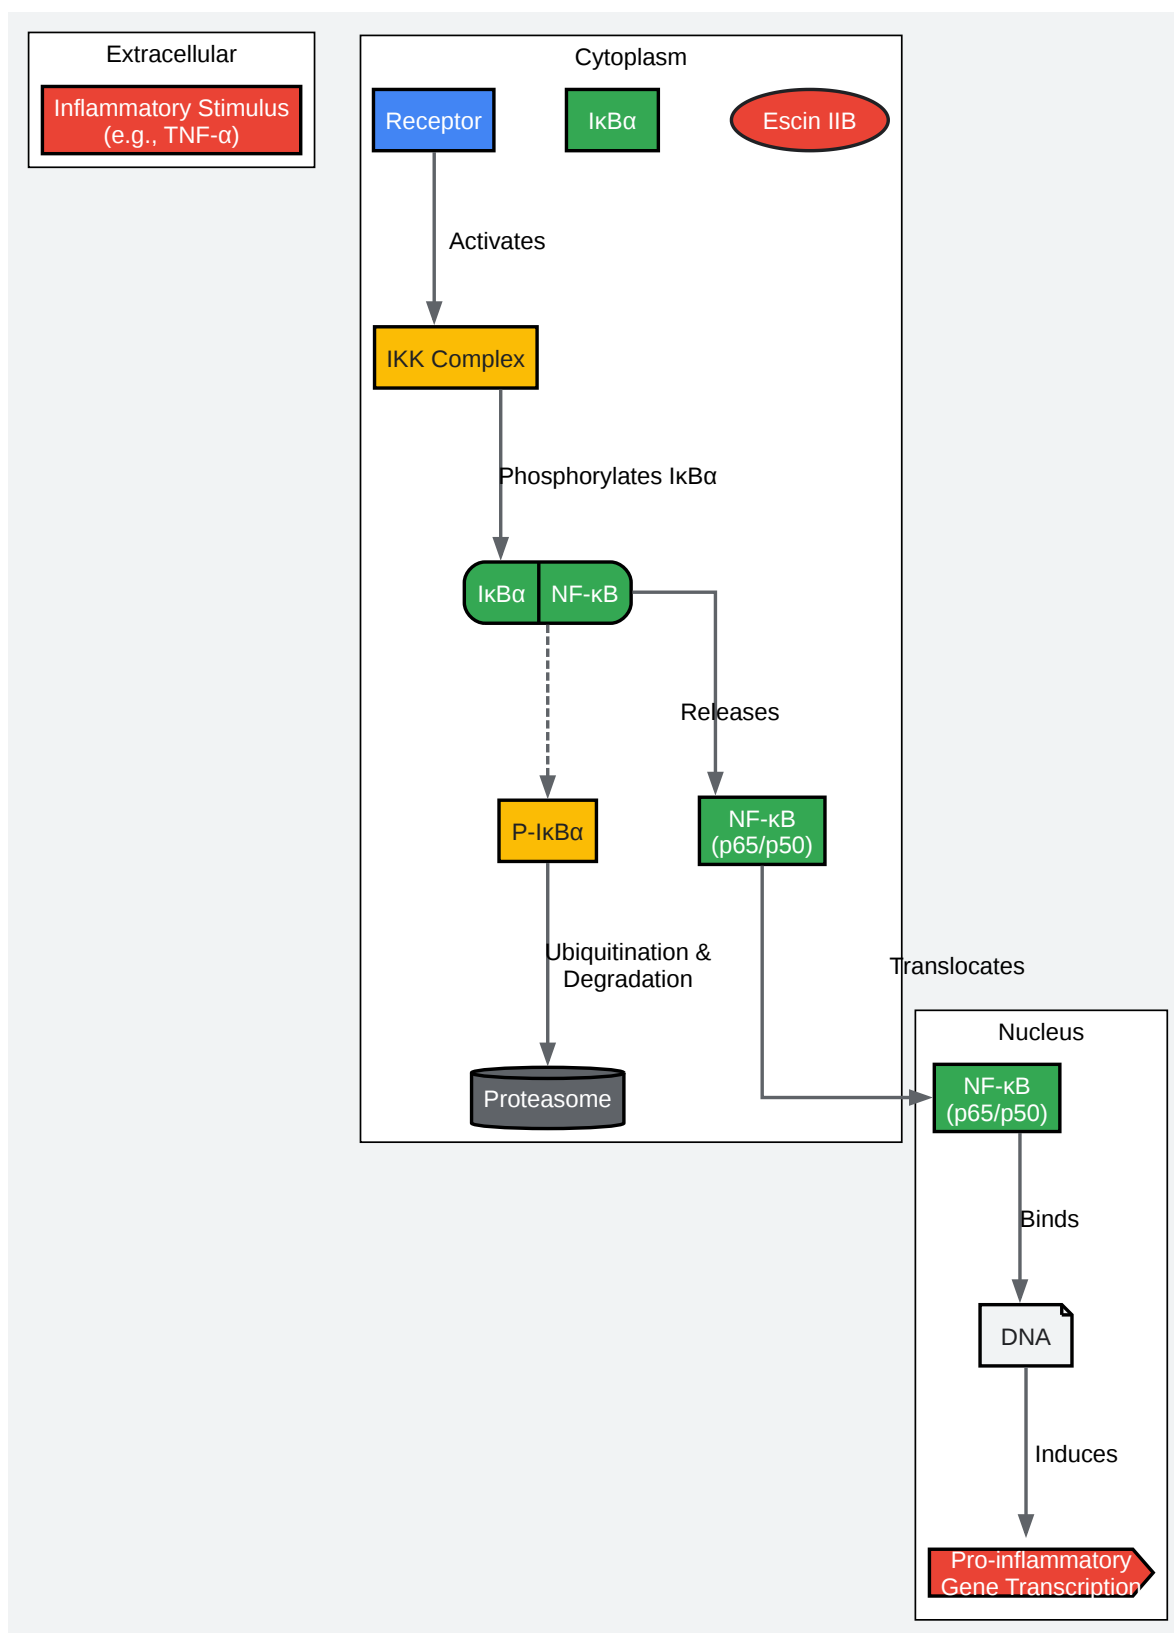 Extracellular
Inflammatory Stimulus
(e.g., TNF-α)
Cytoplasm
Receptor
IκBα
Escin IIB
Activates
IKK Complex
Phosphorylates IκBα
IκBα
NF-κB
Releases
P-IκBα
NF-κB
(p65/p50)
Ubiquitination &
Degradation
Translocates
Proteasome
Nucleus
NF-κB
(p65/p50)
Binds
DNA
Induces
Pro-inflammatory
Gene Transcription